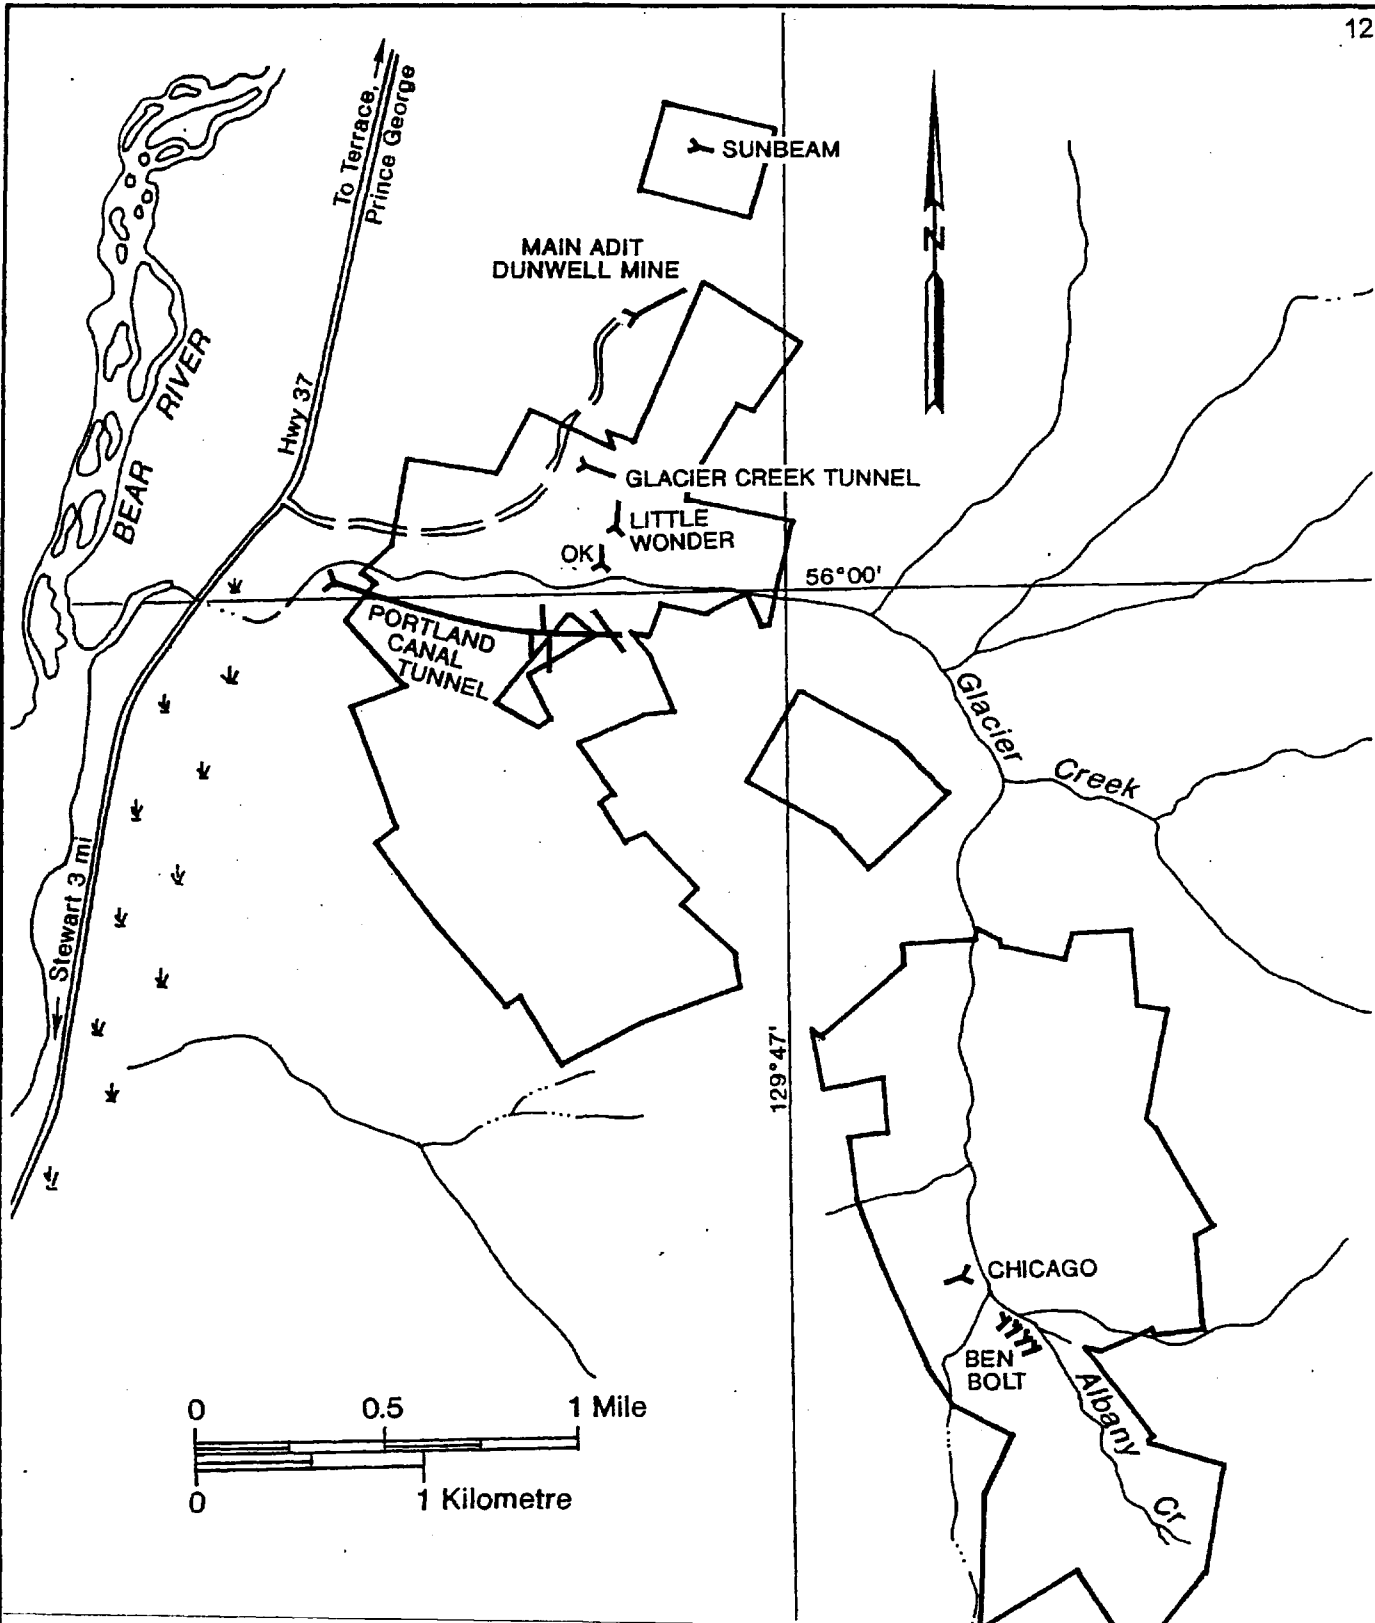 12
To Terrace,
Prince George
SUNBEAM
MAIN ADIT
DUNWELL MINE
N
BEAR RIVER
Hwy 37
GLACIER CREEK TUNNEL
LITTLE
WONDER
OK
56°00'
PORTLAND
CANAL
TUNNEL
Glacier Creek
Stewart 3 mi
129°47'
CHICAGO
BEN
BOLT
Albany Cr
0 0.5 1 Mile
0 1 Kilometre